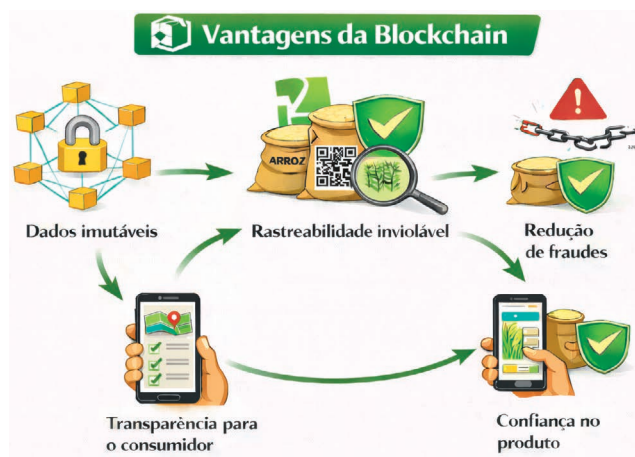 Vantagens da Blockchain
ARROZ
Dados imutáveis
Rastreabilidade inviolável
Redução
de fraudes
Transparência para
o consumidor
Confiança no
produto